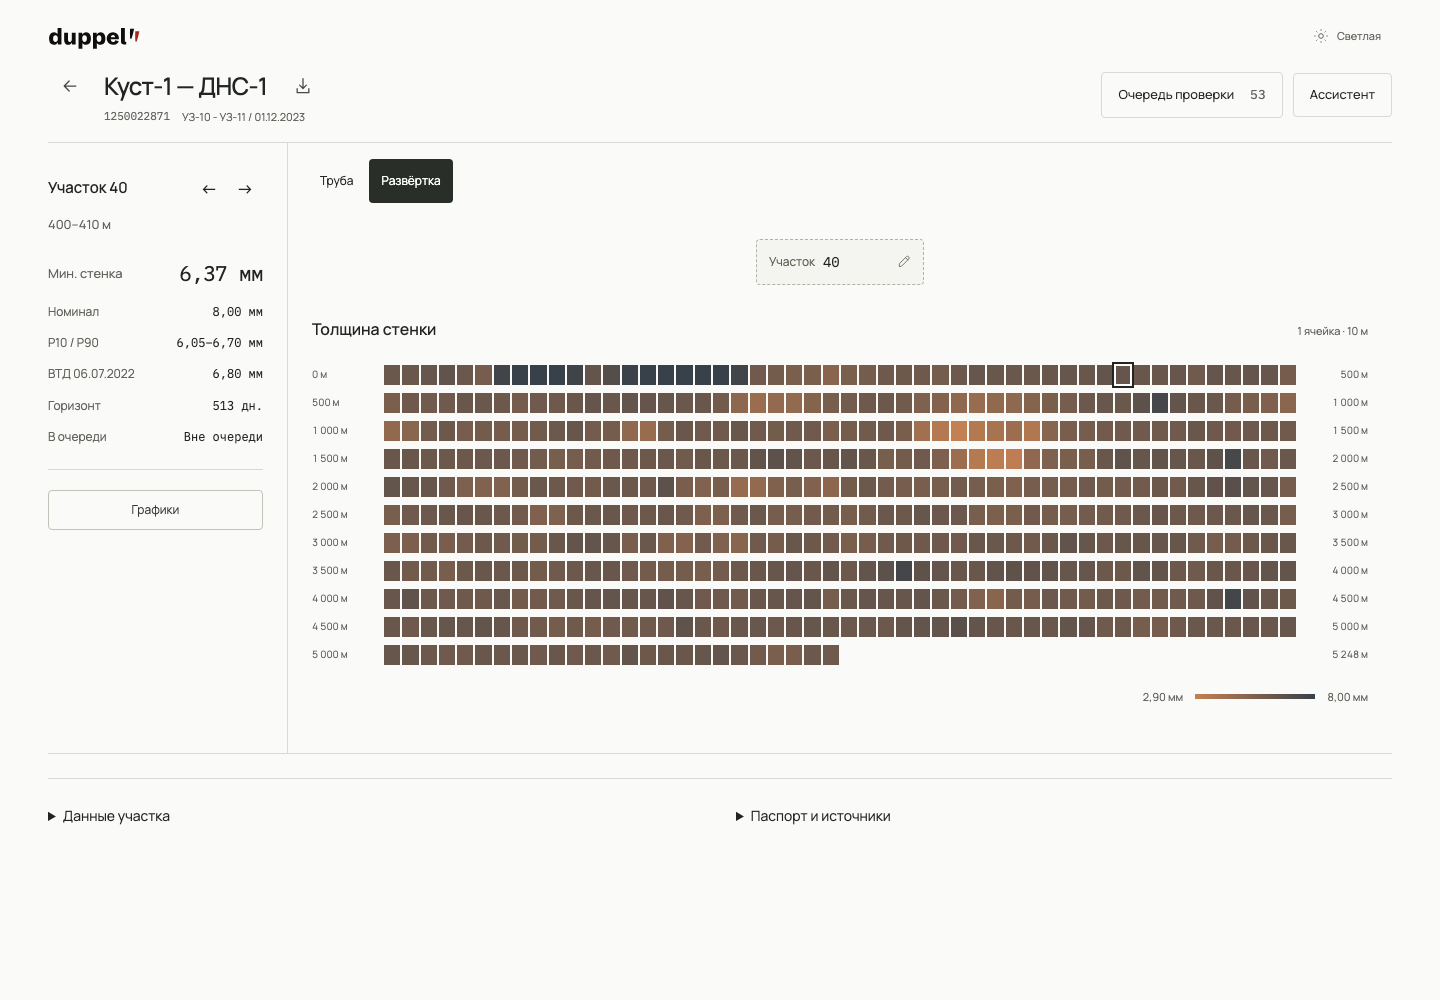 duppel
Светлая
Куст-1 — ДНС-1
1250022871 УЗ-10 - УЗ-11 / 01.12.2023
Очередь проверки 53
Ассистент
Участок 40
400–410 м
Мин. стенка 6,37 мм
Номинал 8,00 мм
P10 / P90 6,05–6,70 мм
ВТД 06.07.2022 6,80 мм
Горизонт 513 дн.
В очереди Вне очереди
Графики
Труба Развёртка
Участок 40
Толщина стенки 1 ячейка · 10 м
0 м 500 м
500 м 1 000 м
1 000 м 1 500 м
1 500 м 2 000 м
2 000 м 2 500 м
2 500 м 3 000 м
3 000 м 3 500 м
3 500 м 4 000 м
4 000 м 4 500 м
4 500 м 5 000 м
5 000 м 5 248 м
2,90 мм 8,00 мм
Данные участка
Паспорт и источники